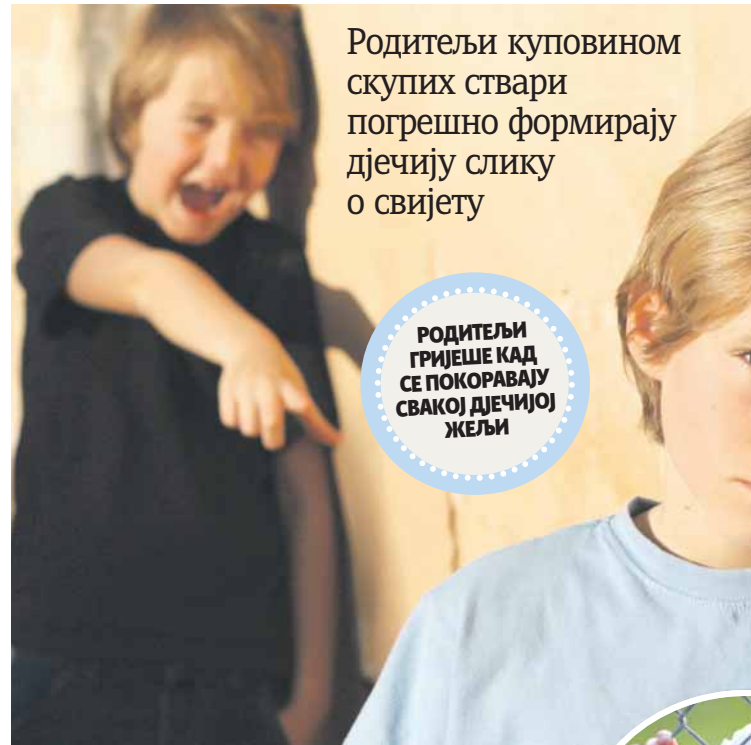 Родитељи куповином
скупих ствари
погрешно формирају
дјечију слику
о свијету
РОДИТЕЉИ
ГРИЈЕШЕ КАД
СЕ ПОКОРАВАЈУ
СВАКОЈ ДЈЕЧИЈОЈ
ЖЕЉИ